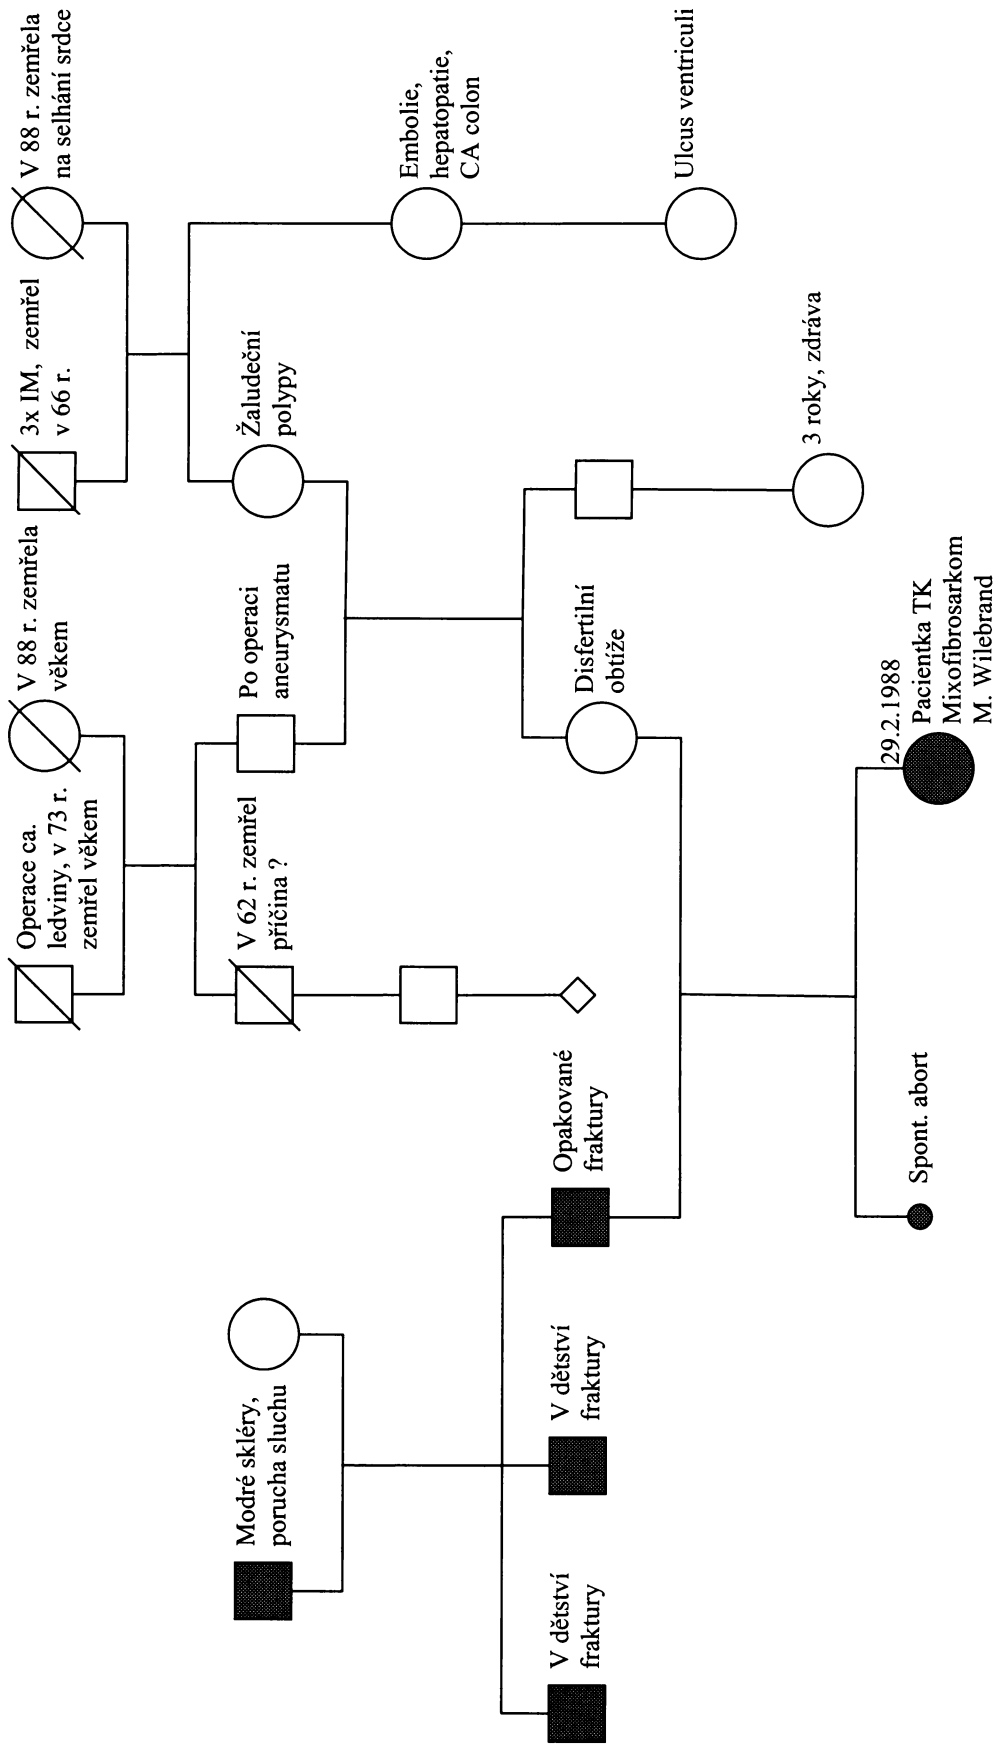 Operace ca.
ledviny, v 73 r.
zemřel věkem
V 88 r. zemřela
věkem
3x IM, zemřel
v 66 r.
V 88 r. zemřela
na selhání srdce
Modré skléry,
porucha sluchu
V 62 r. zemřel
příčina ?
Po operaci
aneurysmatu
Žaludeční
polypy
Embolie,
hepatopatie,
CA colon
V dětství
fraktury
V dětství
fraktury
Opakované
fraktury
Disfertilní
obtíže
Ulcus ventriculi
3 roky, zdráva
Spont. abort
29.2.1988
Pacientka TK
Mixofibrosarkom
M. Wilebrand